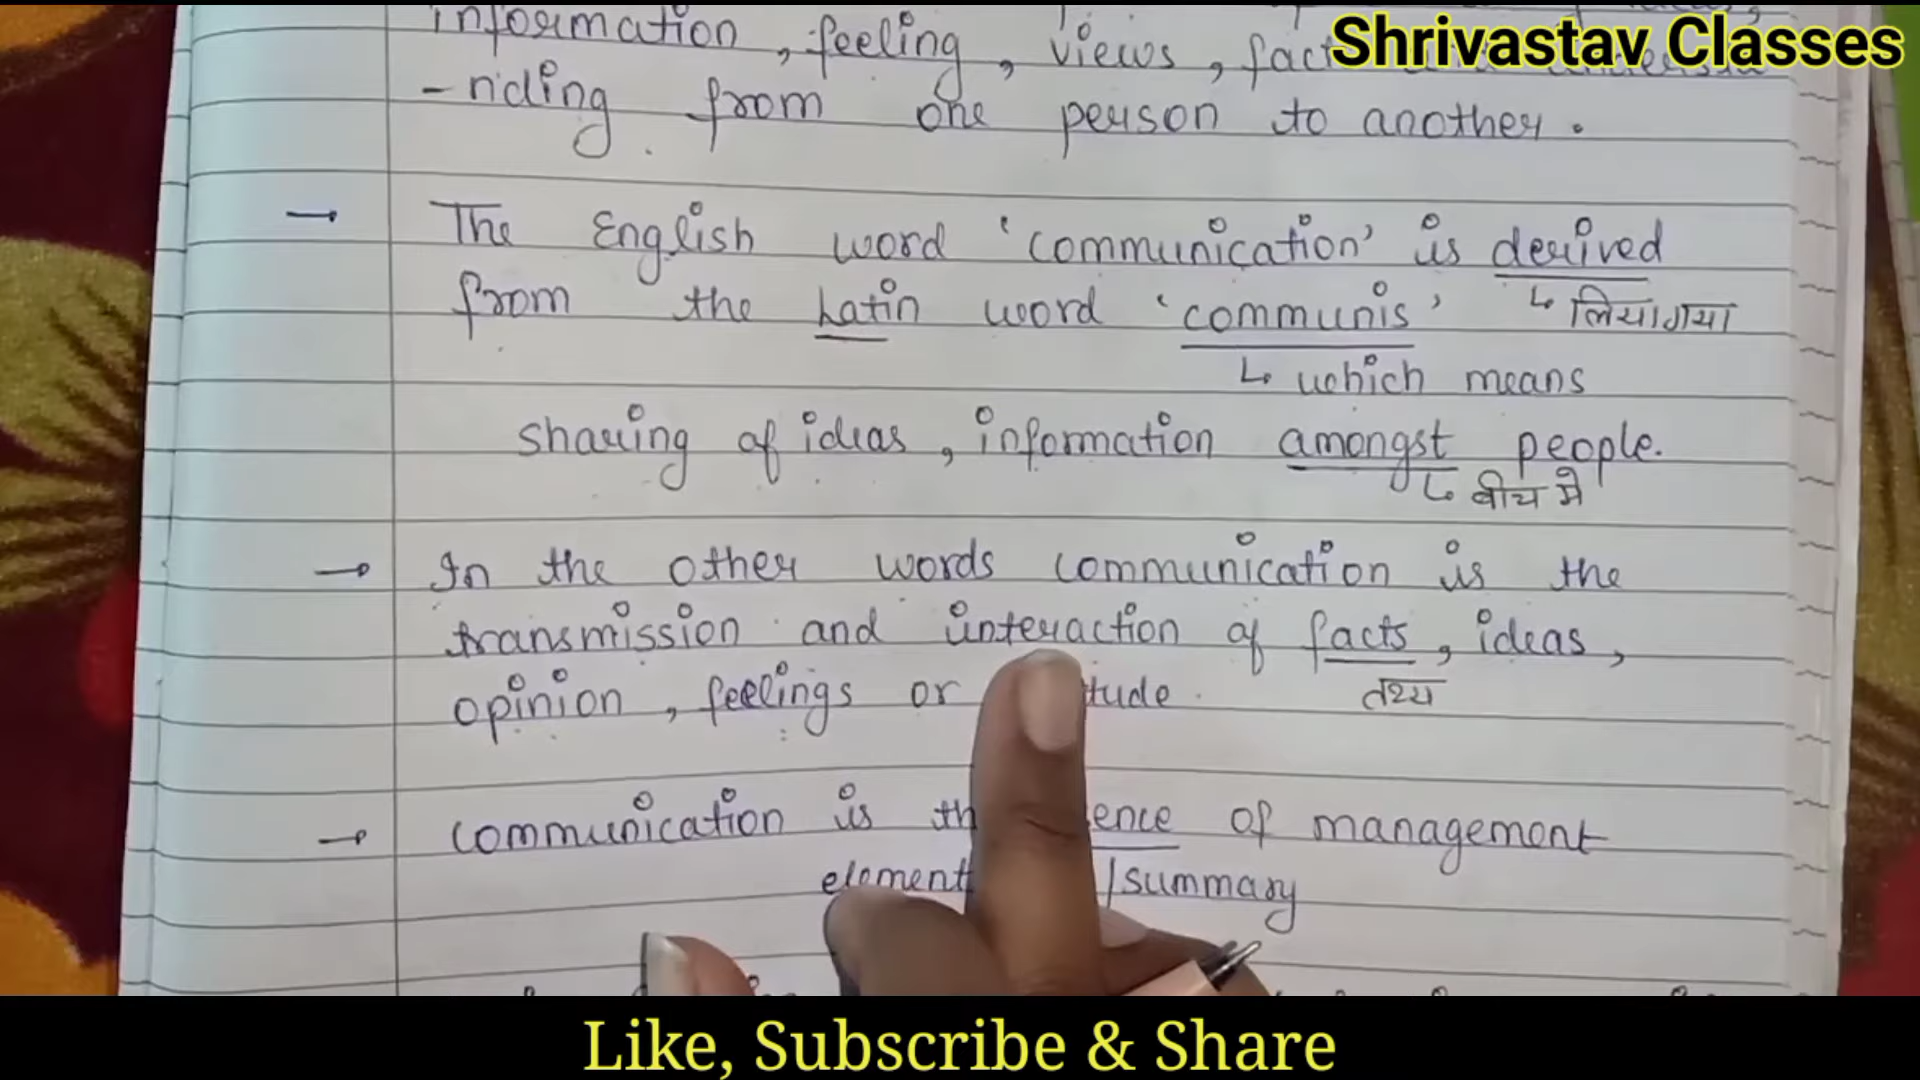 Shrivastav Classes
information, feeling, views, fact
-nding from one person to another.
→ The English word 'communication' is derived
from the Latin word 'communis' ↳ लिया गया
↳ which means
sharing of ideas, information amongst people.
↳ बीच मे
→ In the other words communication is the
transmission and interaction of facts, ideas,
तथ्य
opinion, feelings or tude.
→ communication is th ence of management
element /summary
Like, Subscribe & Share